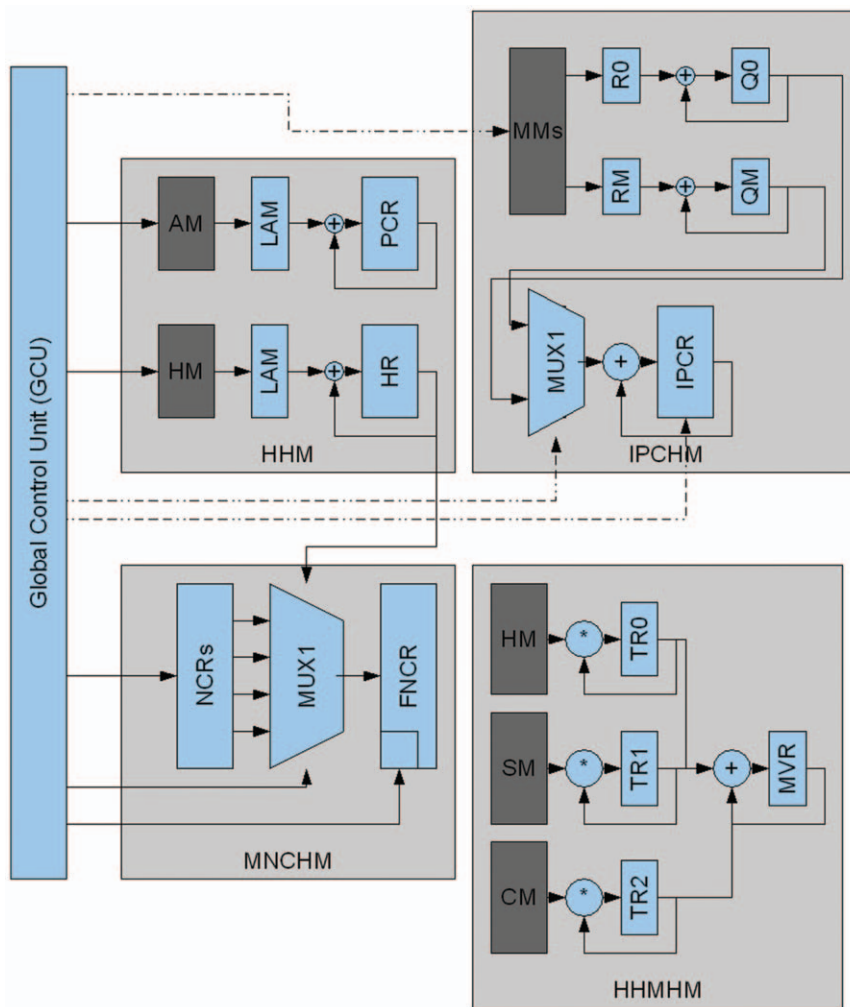 Global Control Unit (GCU)
AM
LAM
+
PCR
HM
LAM
+
HR
HHM
MMs
R0
+
Q0
RM
+
QM
MUX1
+
IPCR
IPCHM
NCRs
MUX1
FNCR
MNCHM
HM
*
TR0
SM
*
TR1
+
MVR
CM
*
TR2
HHMHM